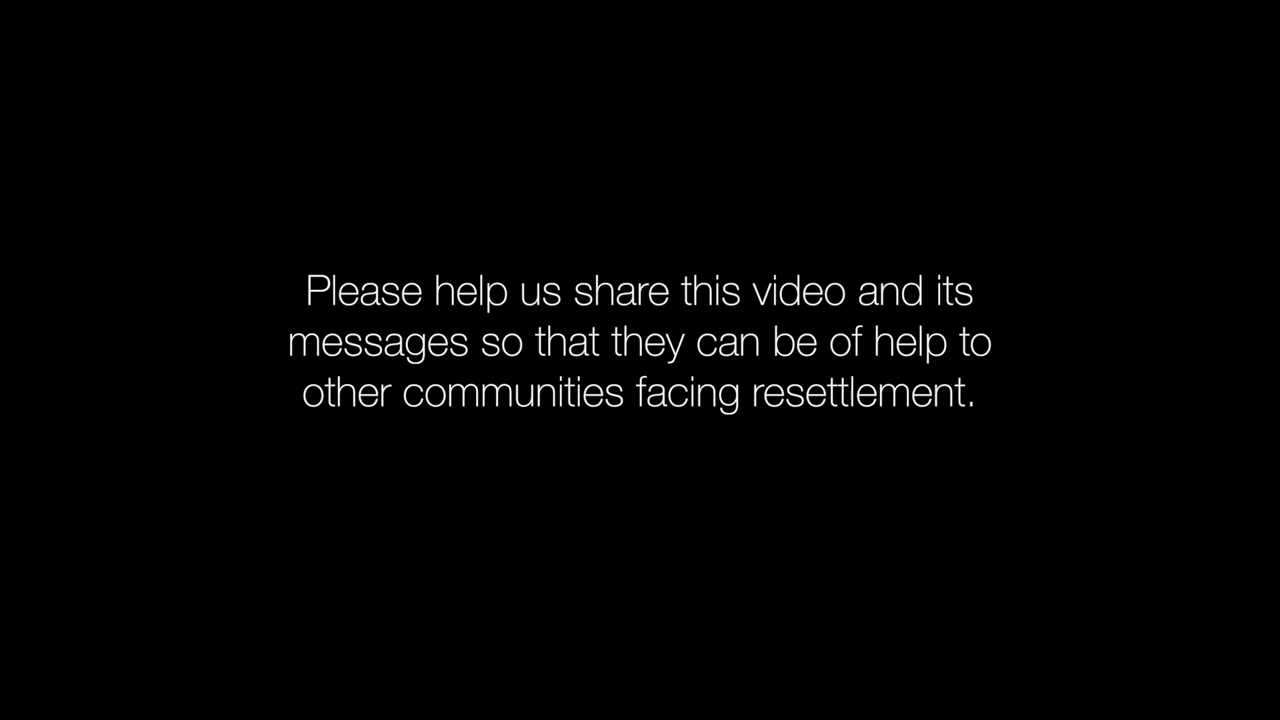 Please help us share this video and its
messages so that they can be of help to
other communities facing resettlement.